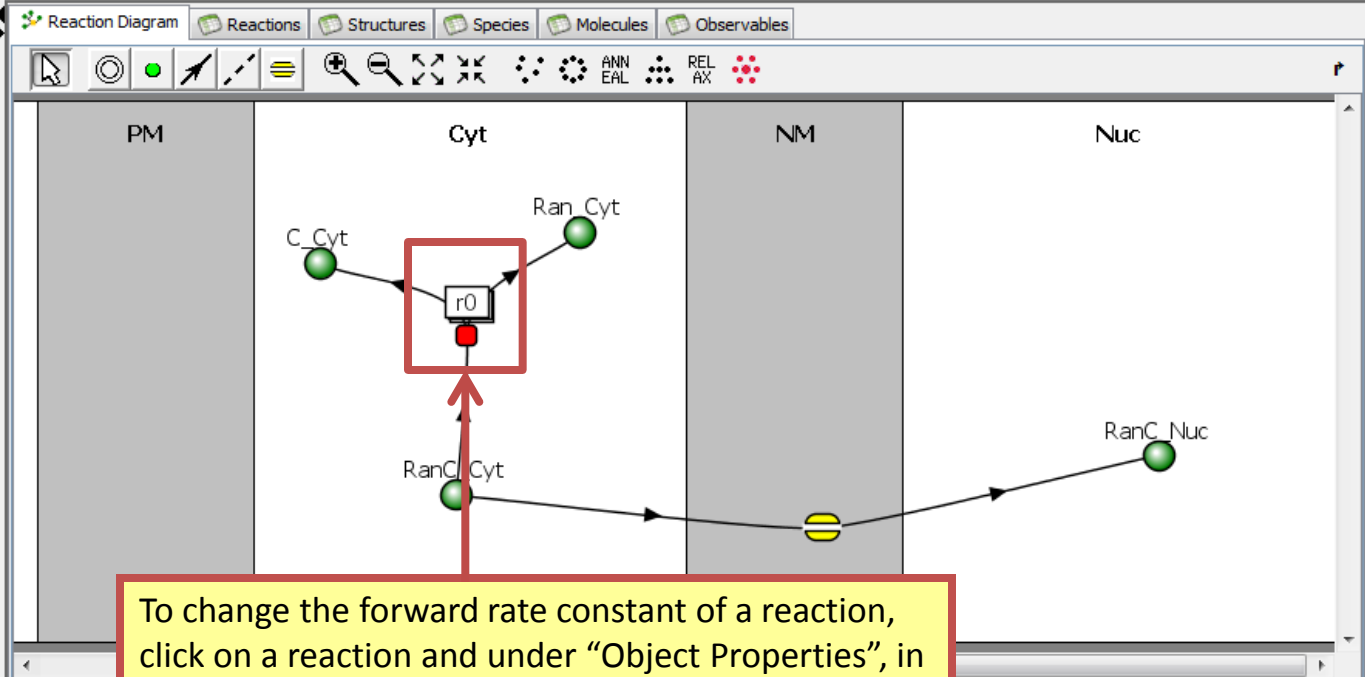 Reaction Diagram Reactions Structures Species Molecules Observables
ANN EAL REL AX
PM Cyt NM Nuc
Ran_Cyt
C_Cyt
r0
RanC_Nuc
RanC_Cyt
To change the forward rate constant of a reaction,
click on a reaction and under “Object Properties”, in